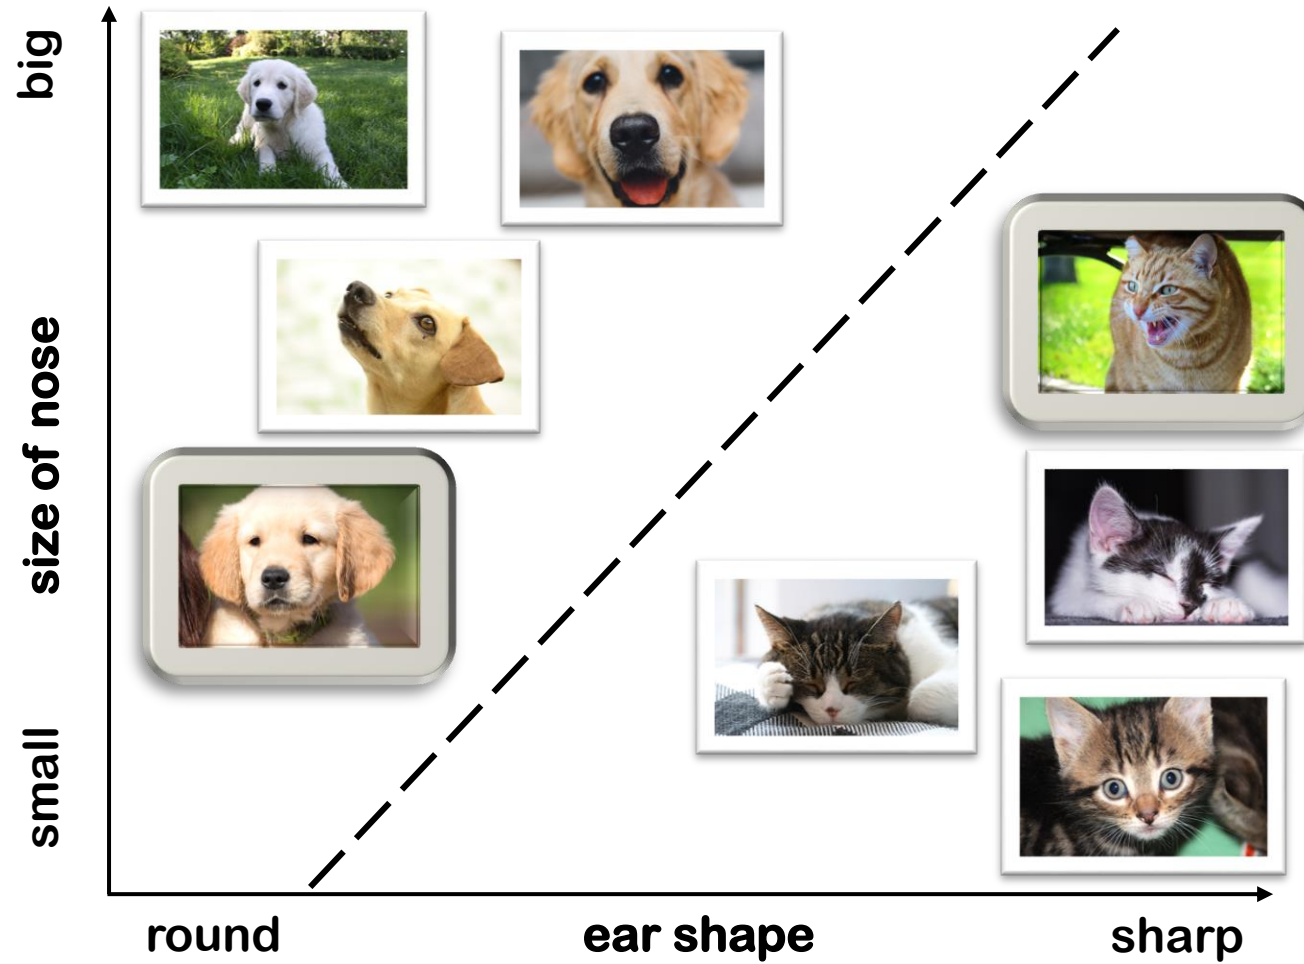 big
size of nose
small
round
ear shape
sharp